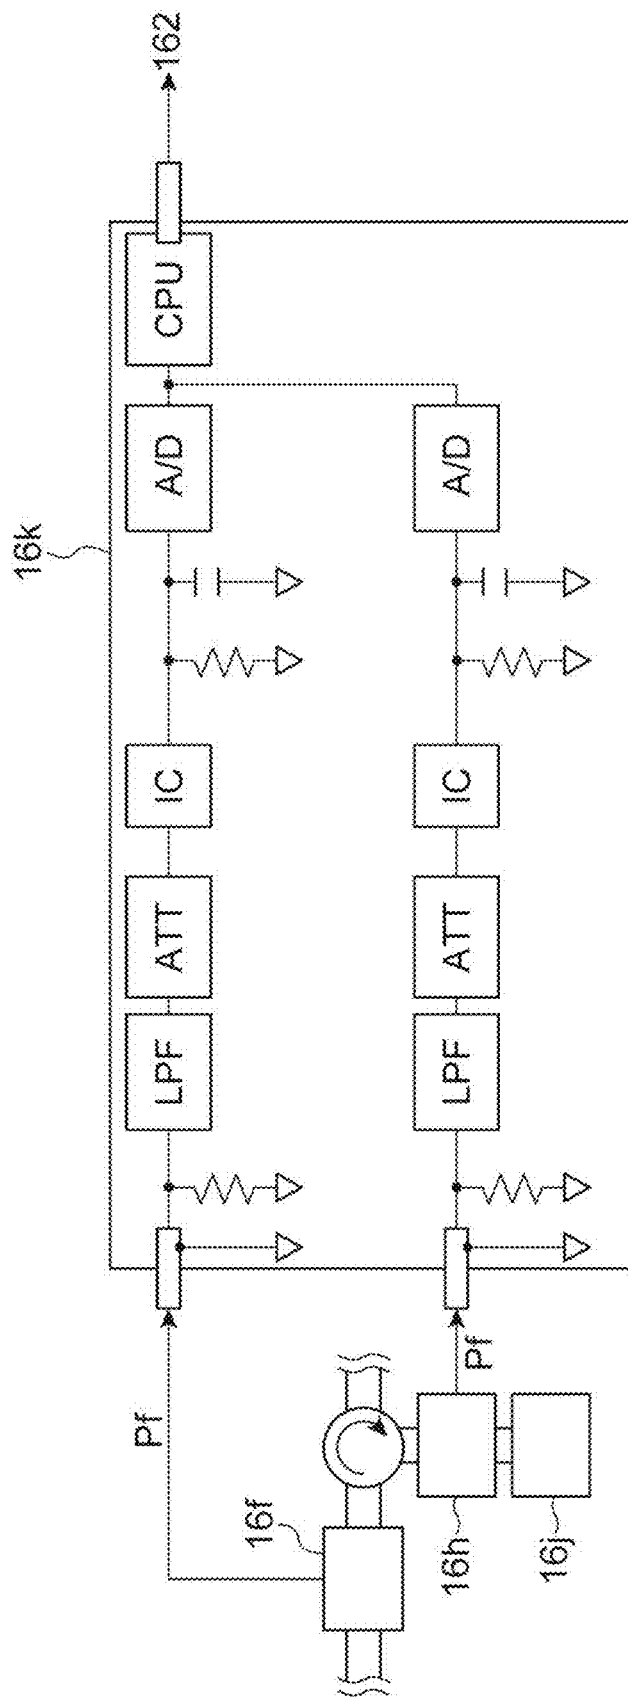 16k
162
Pf
LPF
ATT
IC
A/D
CPU
16f
Pf
LPF
ATT
IC
A/D
16h
16j